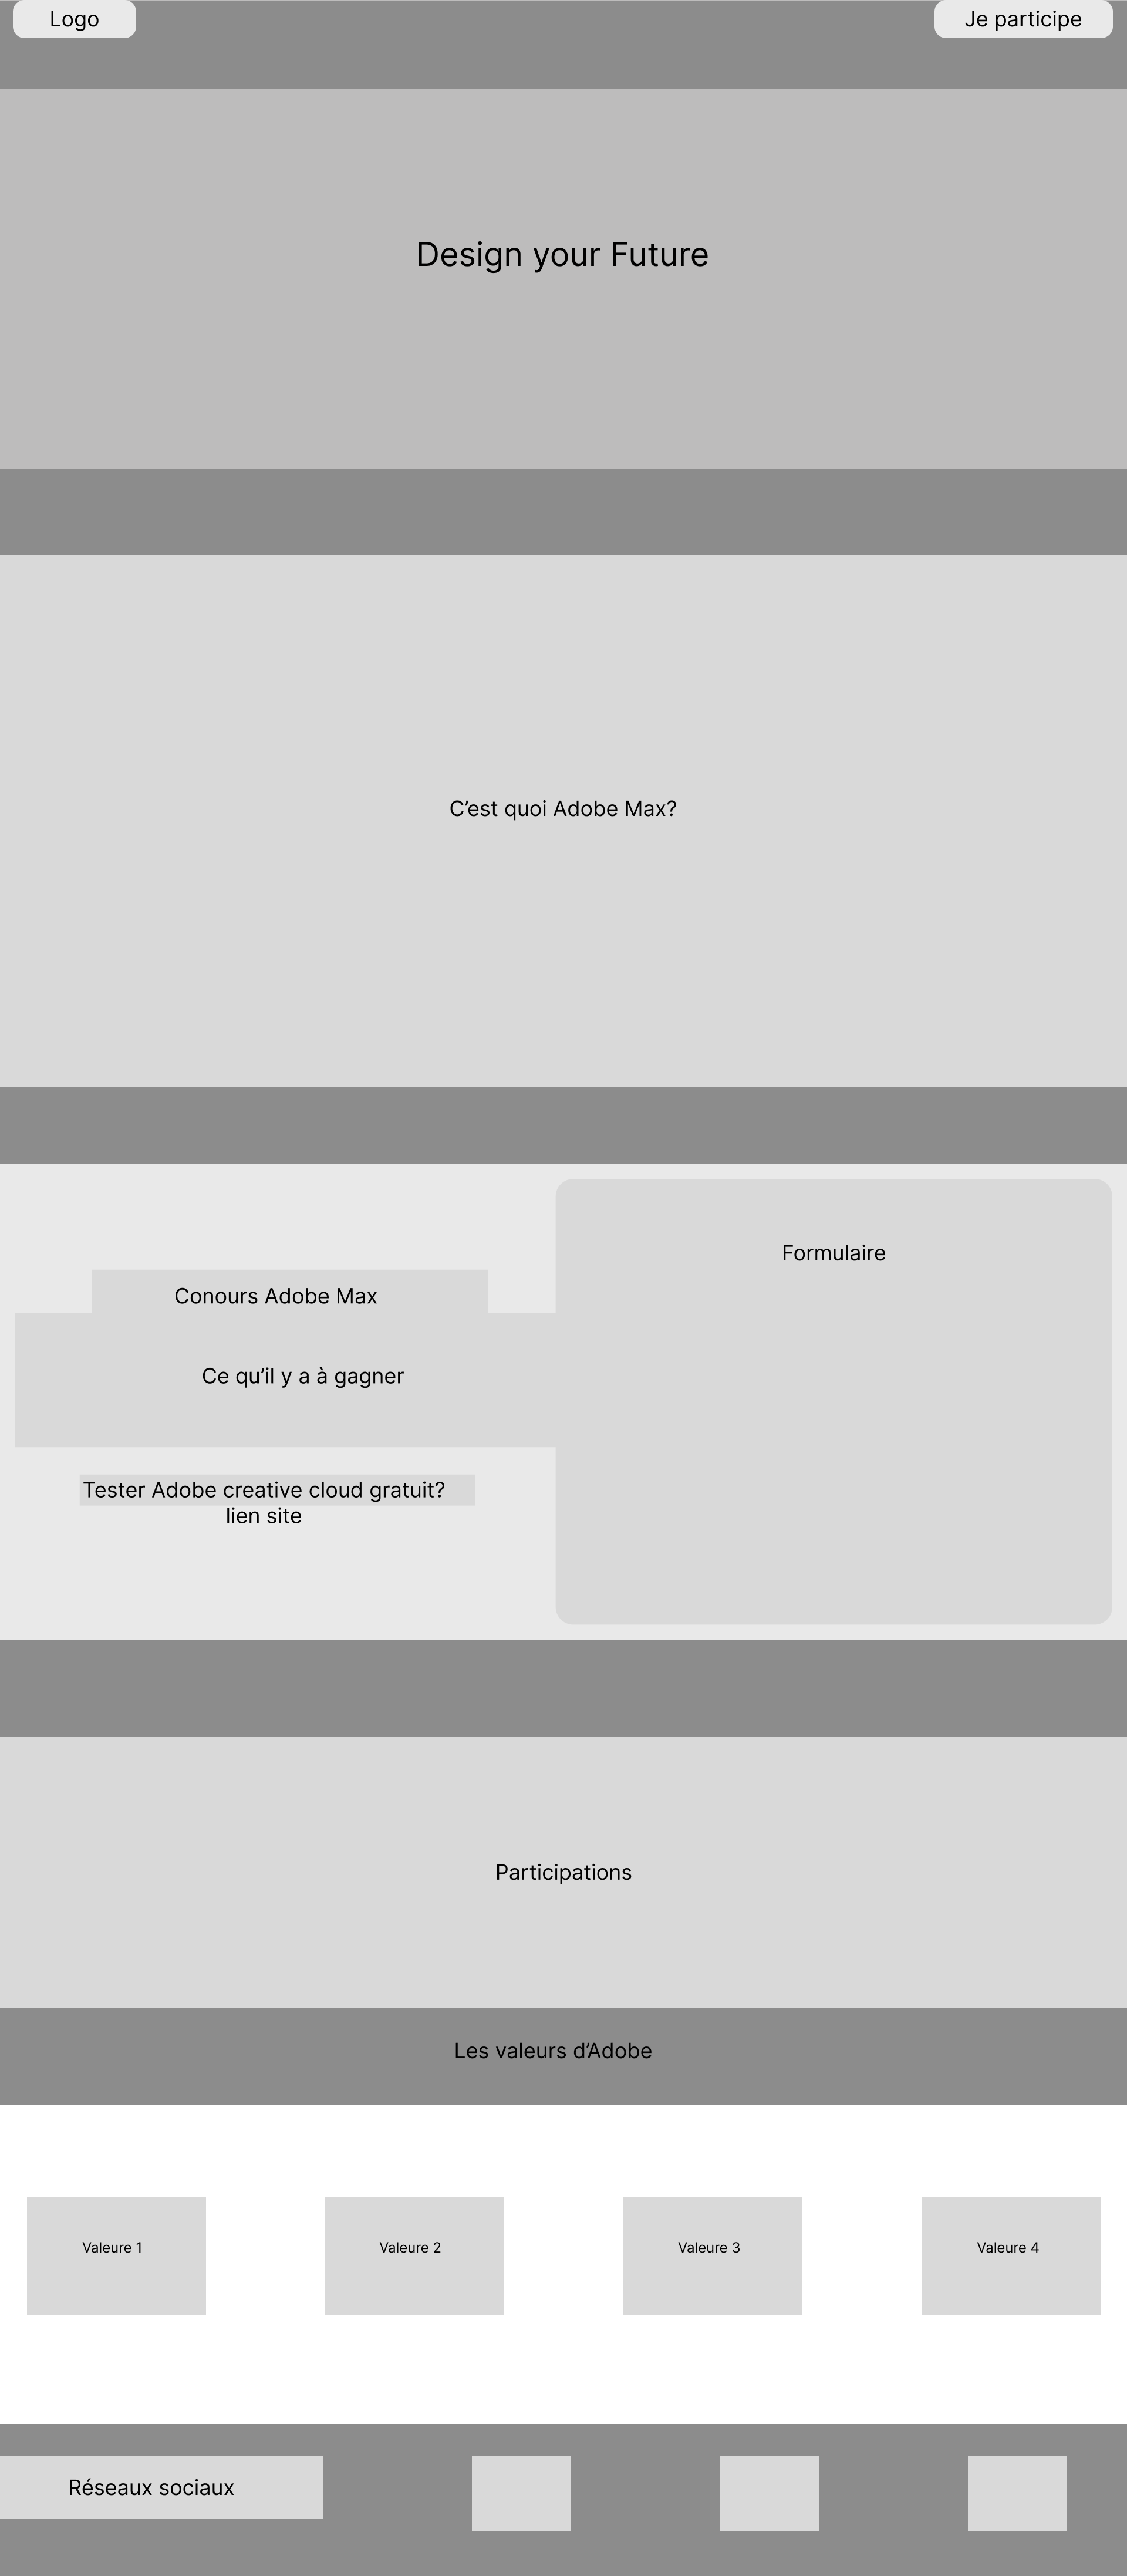 Logo
Je participe
Design your Future
C’est quoi Adobe Max?
Formulaire
Conours Adobe Max
Ce qu’il y a à gagner
Tester Adobe creative cloud gratuit?
lien site
Participations
Les valeurs d’Adobe
Valeure 1
Valeure 2
Valeure 3
Valeure 4
Réseaux sociaux